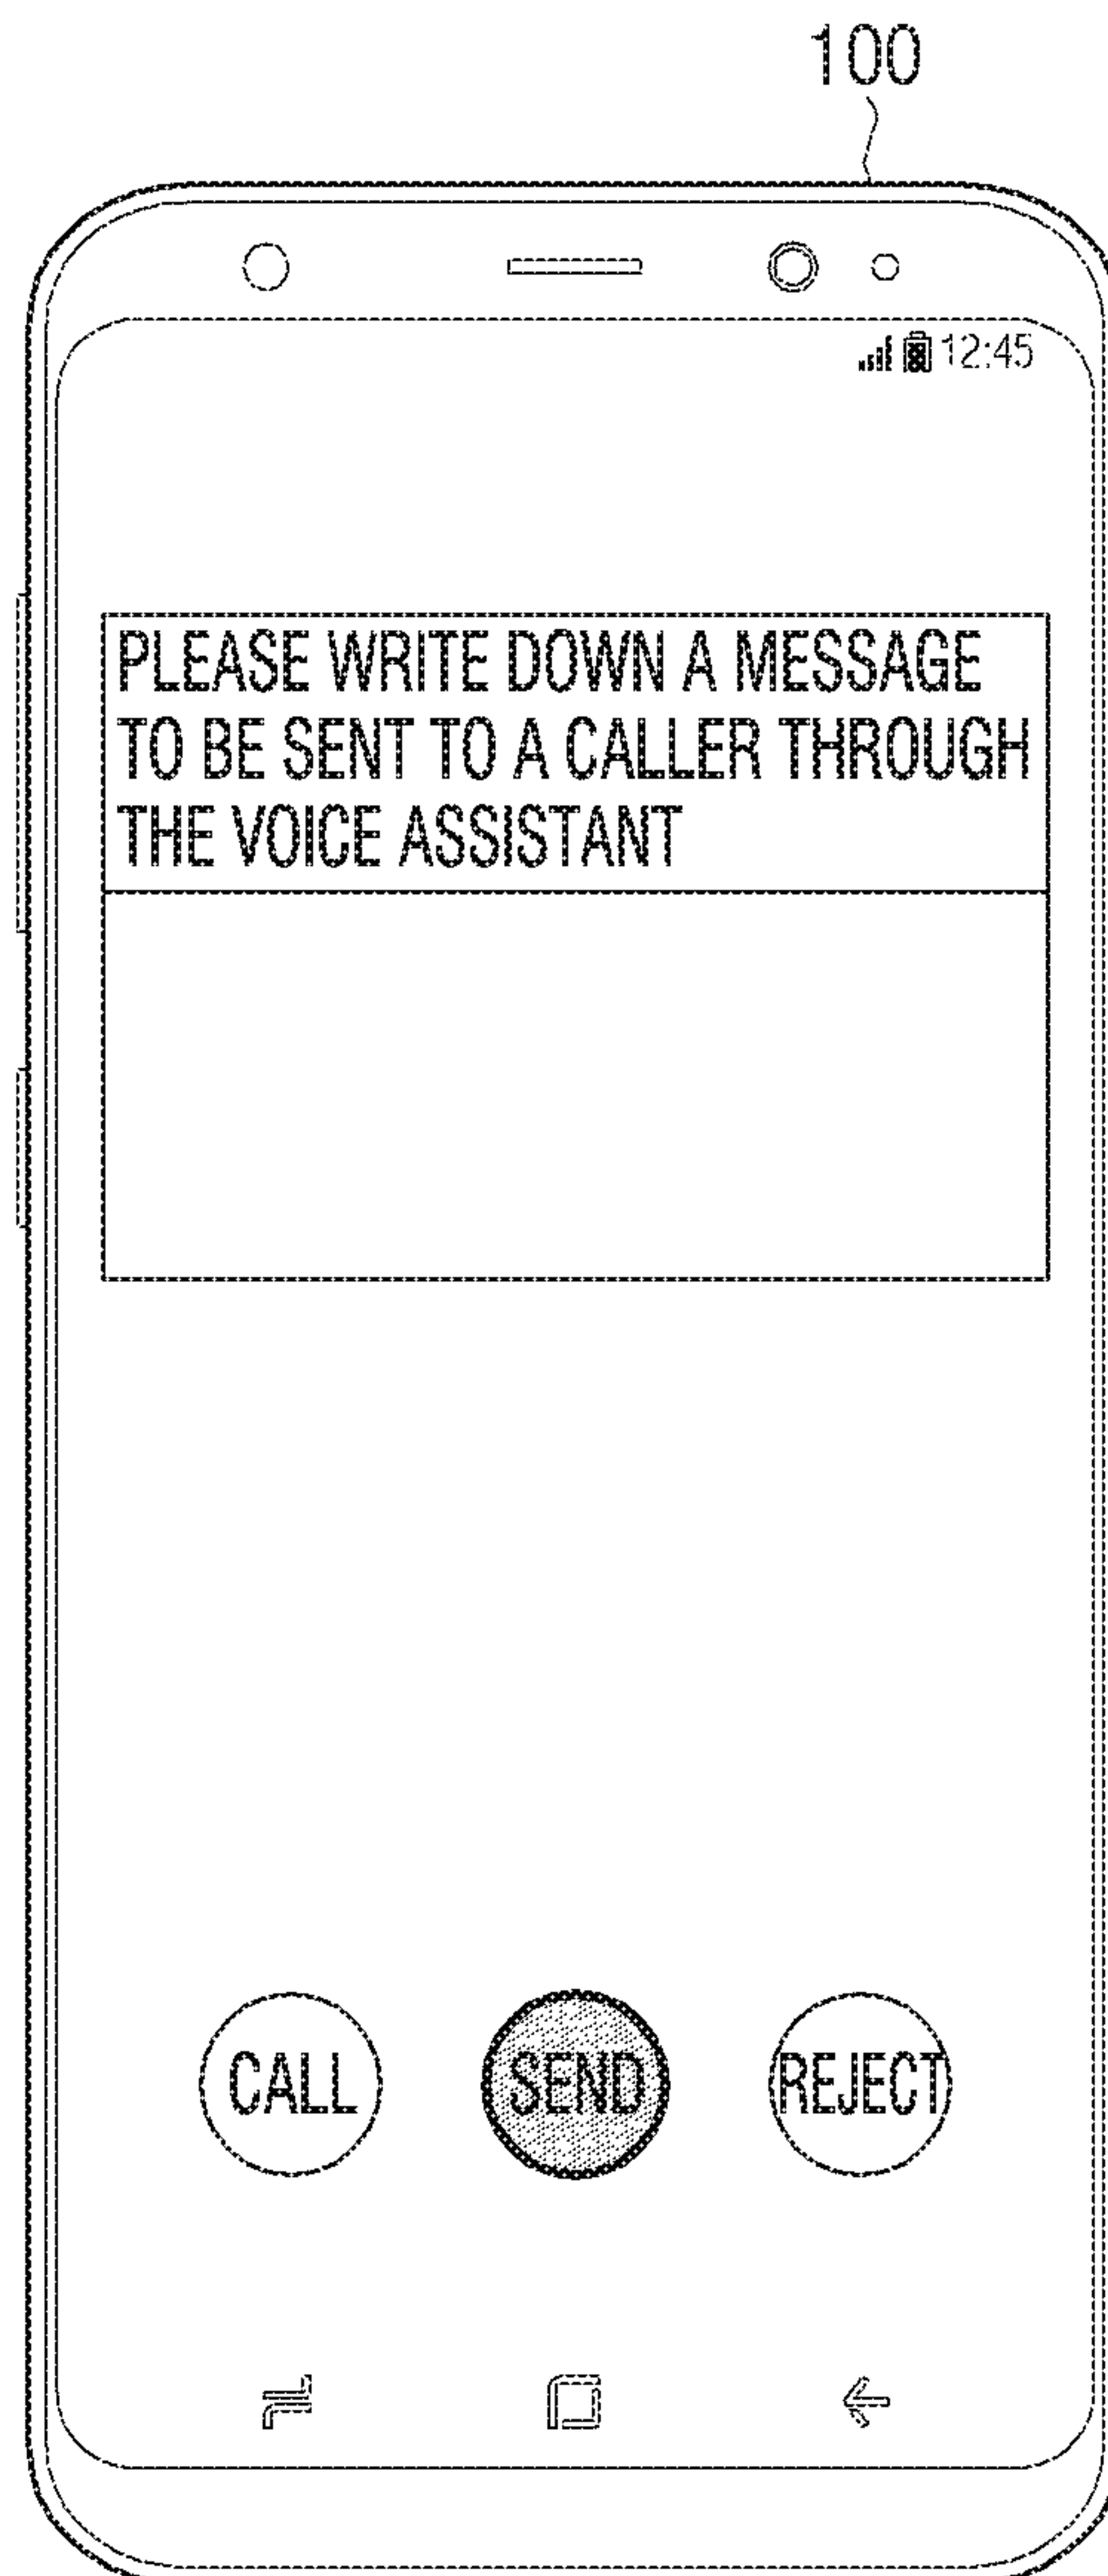 100
12:45
PLEASE WRITE DOWN A MESSAGE
TO BE SENT TO A CALLER THROUGH
THE VOICE ASSISTANT
CALL SEND REJECT